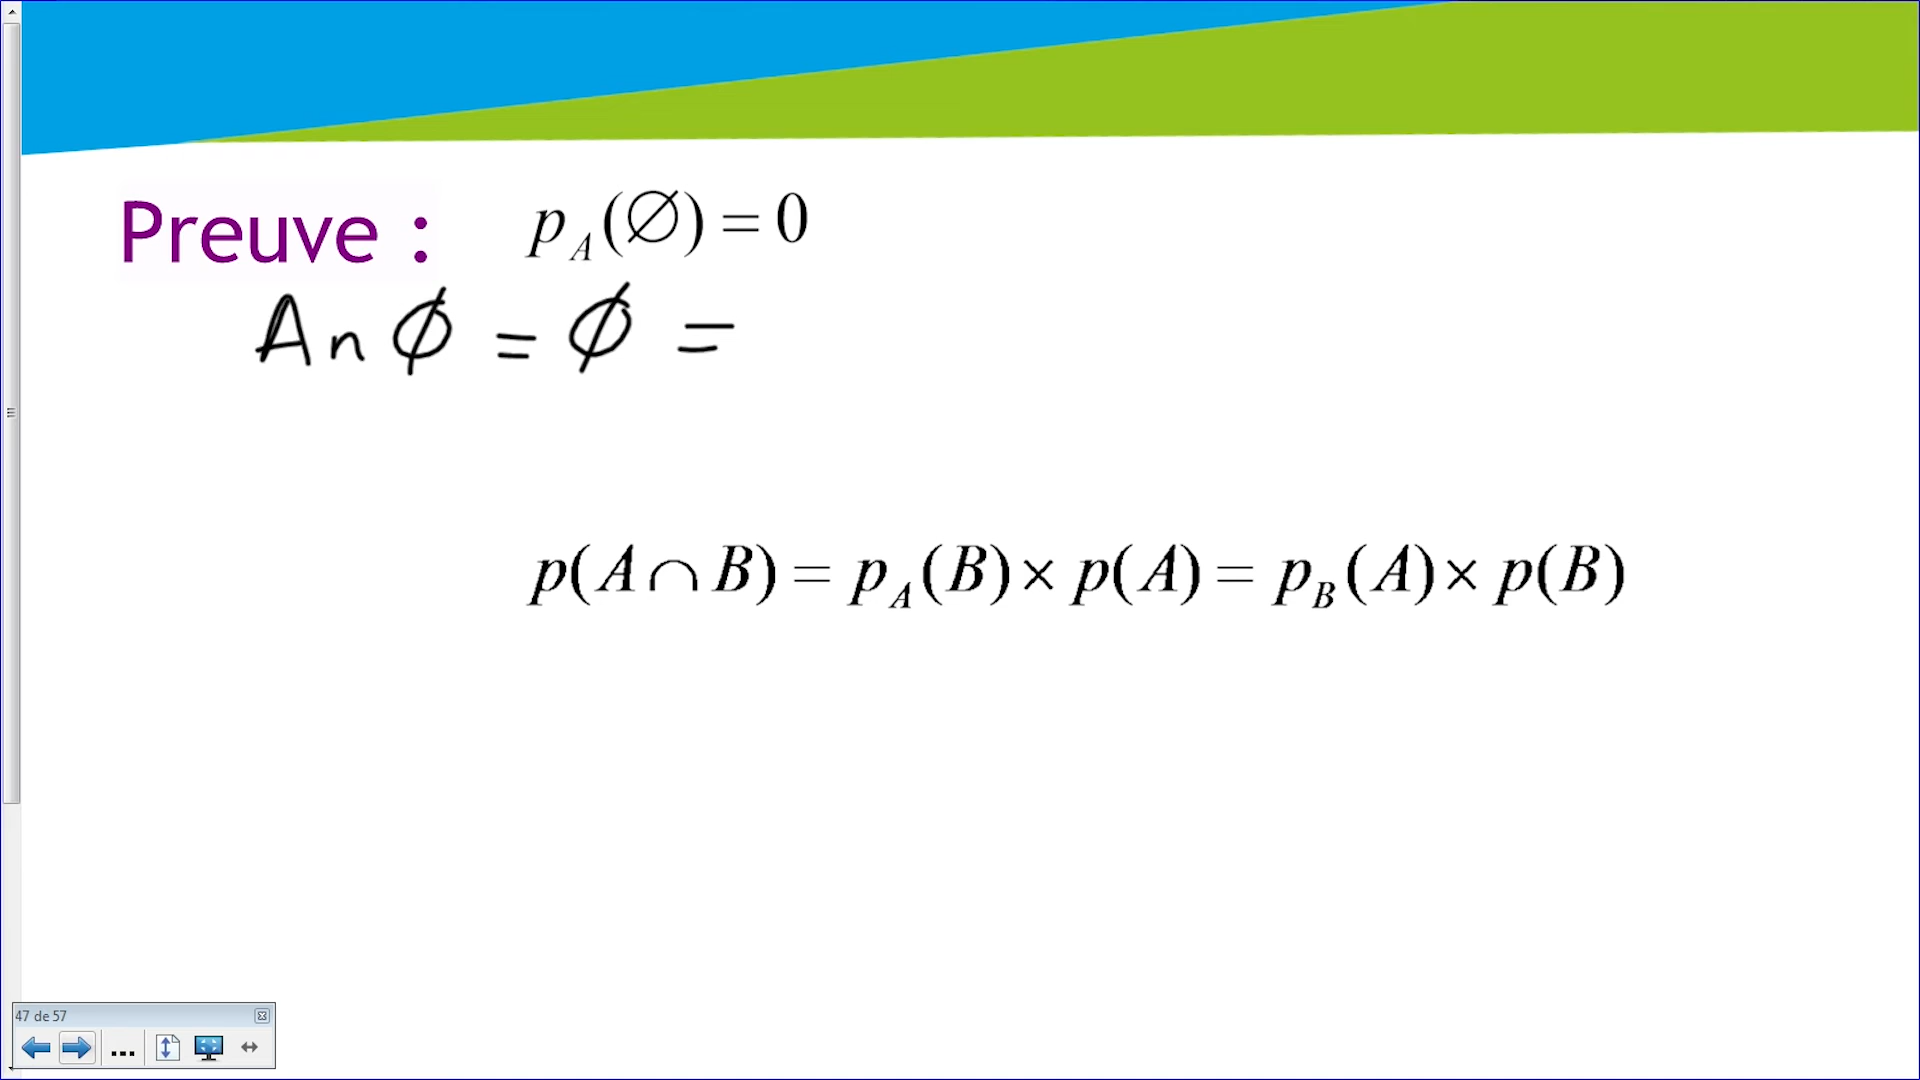 Preuve : p_A(∅) = 0
A ∩ ∅ = ∅ =
p(A ∩ B) = p_A(B) × p(A) = p_B(A) × p(B)
47 de 57
...